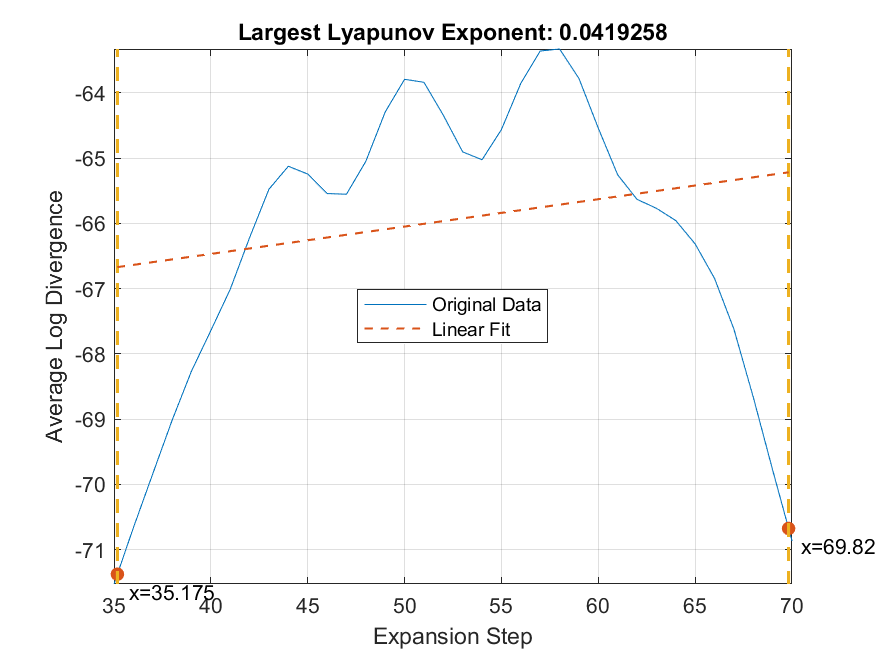 Largest Lyapunov Exponent: 0.0419258
Average Log Divergence
-64
-65
-66
-67
-68
-69
-70
-71
Original Data
Linear Fit
x=69.82
x=35.175
35 40 45 50 55 60 65 70
Expansion Step